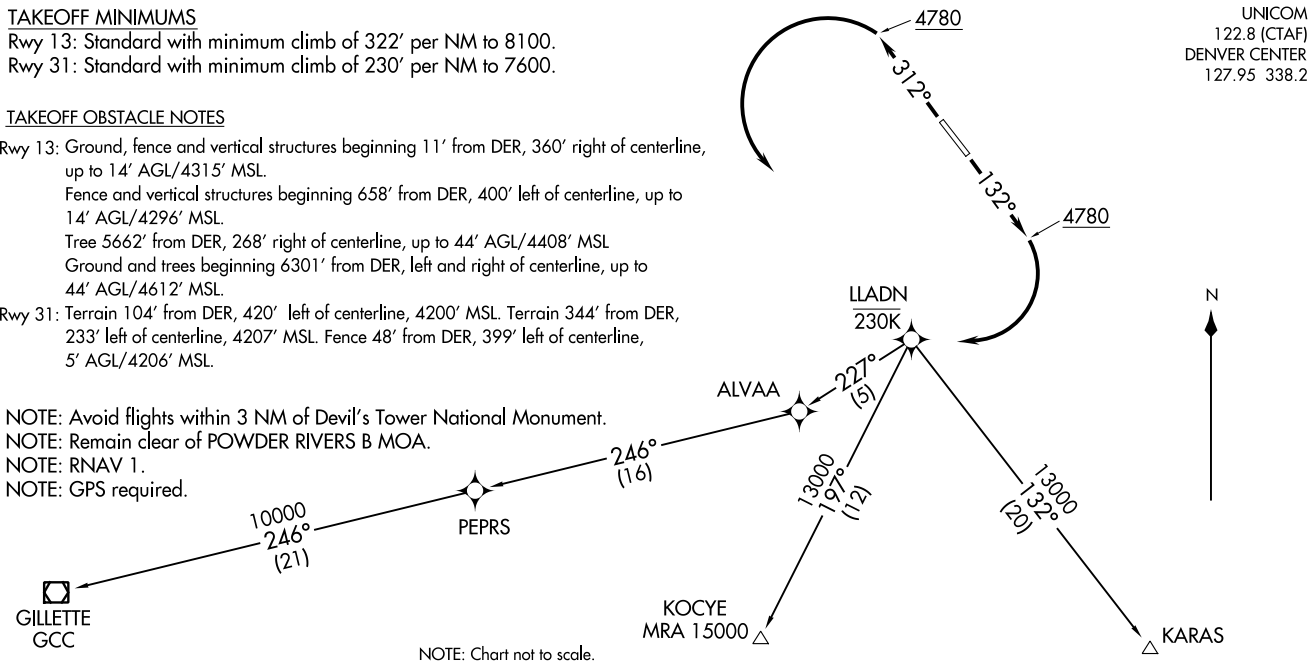 TAKEOFF MINIMUMS
Rwy 13: Standard with minimum climb of 322' per NM to 8100.
Rwy 31: Standard with minimum climb of 230' per NM to 7600.
TAKEOFF OBSTACLE NOTES
Rwy 13: Ground, fence and vertical structures beginning 11' from DER, 360' right of centerline,
up to 14' AGL/4315' MSL.
Fence and vertical structures beginning 658' from DER, 400' left of centerline, up to
14' AGL/4296' MSL.
Tree 5662' from DER, 268' right of centerline, up to 44' AGL/4408' MSL
Ground and trees beginning 6301' from DER, left and right of centerline, up to
44' AGL/4612' MSL.
Rwy 31: Terrain 104' from DER, 420' left of centerline, 4200' MSL. Terrain 344' from DER,
233' left of centerline, 4207' MSL. Fence 48' from DER, 399' left of centerline,
5' AGL/4206' MSL.
NOTE: Avoid flights within 3 NM of Devil's Tower National Monument.
NOTE: Remain clear of POWDER RIVERS B MOA.
NOTE: RNAV 1.
NOTE: GPS required.
UNICOM
122.8 (CTAF)
DENVER CENTER
127.95 338.2
4780
312°
132°
4780
LLADN
230K
N
ALVAA
227°
(5)
246°
(16)
PEPRS
10000
246°
(21)
GILLETTE
GCC
13000
197°
(12)
KOCYE
MRA 15000
13000
132°
(20)
KARAS
NOTE: Chart not to scale.